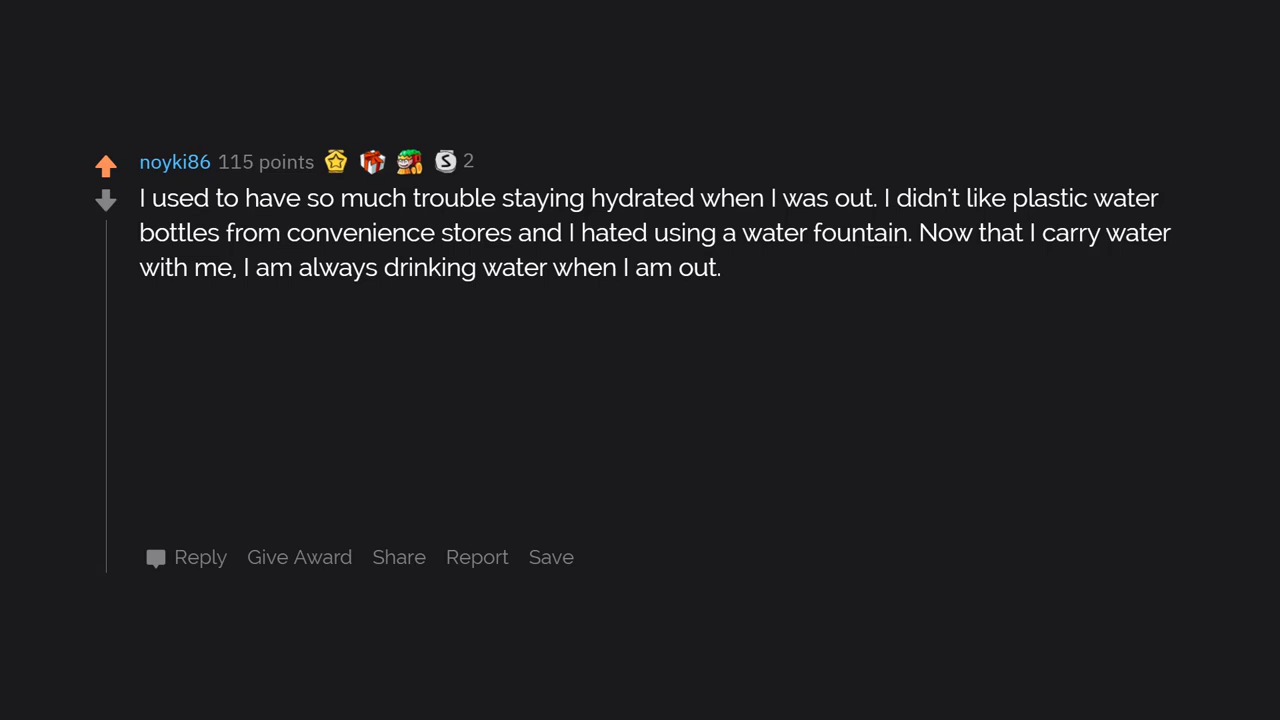 noyki86 115 points 2
I used to have so much trouble staying hydrated when I was out. I didn't like plastic water
bottles from convenience stores and I hated using a water fountain. Now that I carry water
with me, I am always drinking water when I am out.
Reply Give Award Share Report Save